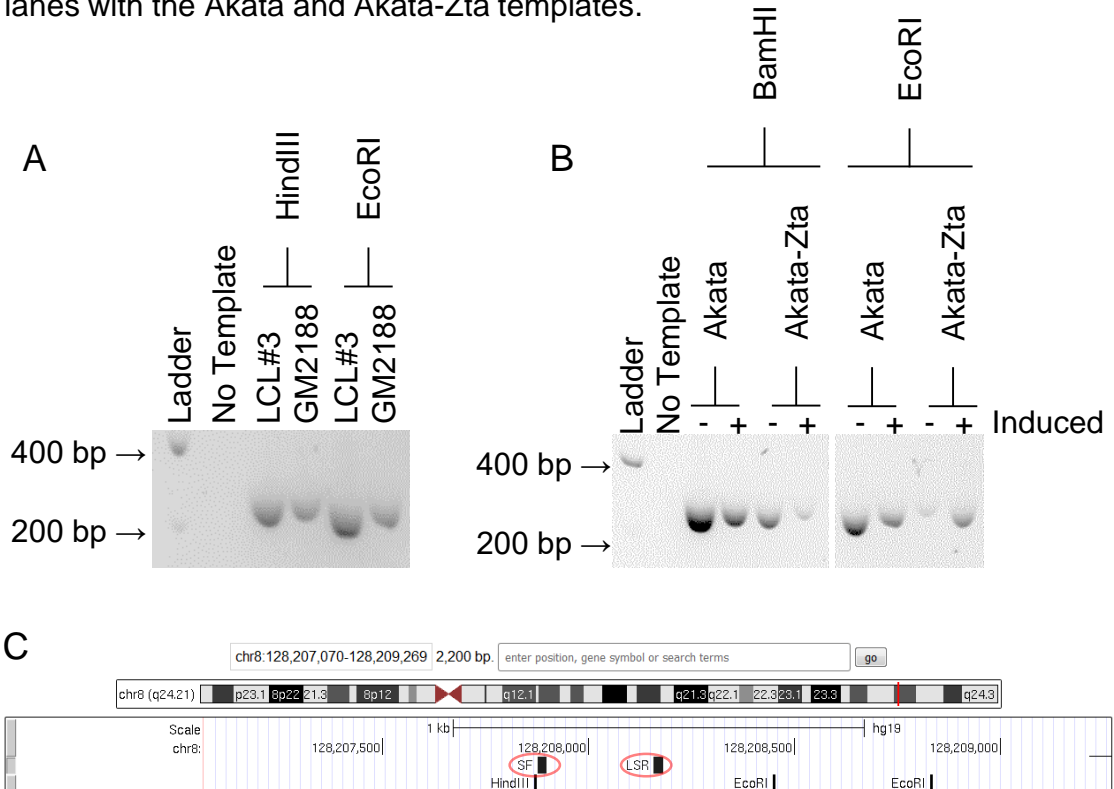 lanes with the Akata and Akata-Zta templates.
A
HindIII
EcoRI
Ladder
No Template
LCL#3
GM2188
LCL#3
GM2188
400 bp →
200 bp →
B
BamHI
EcoRI
Akata
Akata-Zta
Akata
Akata-Zta
Ladder
No Template
- + - + - + - + Induced
400 bp →
200 bp →
C
chr8:128,207,070-128,209,269 2,200 bp. enter position, gene symbol or search terms go
chr8 (q24.21) p23.1 8p22 21.3 8p12 q12.1 q21.3 q22.1 22.3 23.1 23.3 q24.3
Scale 1 kb hg19
chr8: 128,207,500 128,208,000 128,208,500 128,209,000
SF LSR
HindIII EcoRI EcoRI